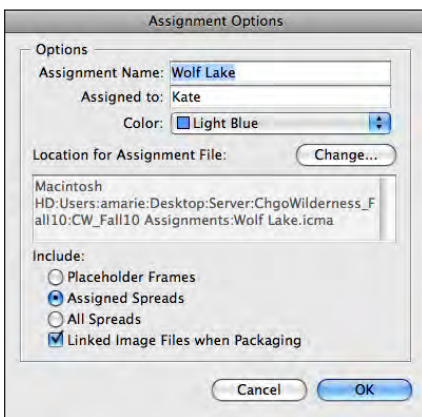 Assignment Options
Options
Assignment Name: Wolf Lake
Assigned to: Kate
Color: Light Blue
Location for Assignment File: Change...
Macintosh
HD:Users:amarie:Desktop:Server:ChgoWilderness_F
all10:CW_Fall10 Assignments:Wolf Lake.icma
Include:
Placeholder Frames
Assigned Spreads
All Spreads
Linked Image Files when Packaging
Cancel OK